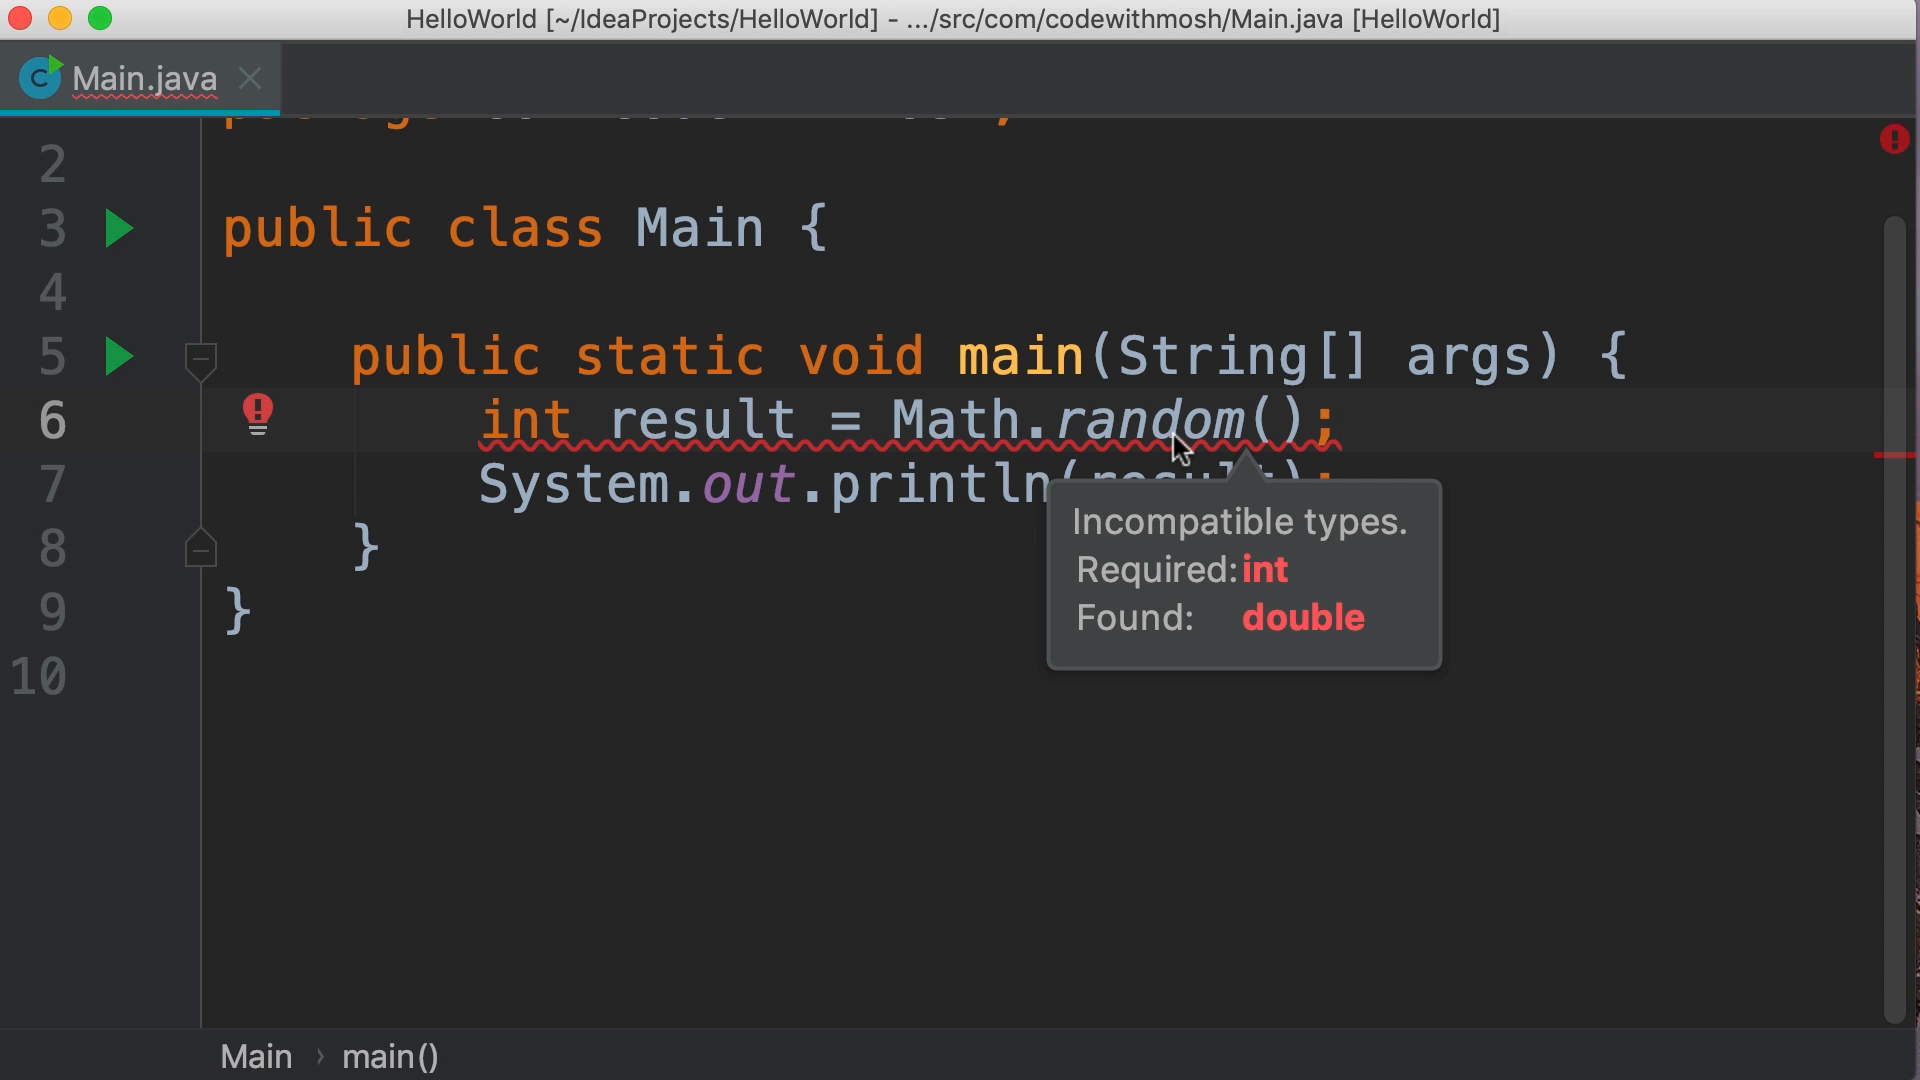 HelloWorld [~/IdeaProjects/HelloWorld] - .../src/com/codewithmosh/Main.java [HelloWorld]
Main.java
2
3 public class Main {
4
5 public static void main(String[] args) {
6 int result = Math.random();
7 System.out.println(result);
8 }
9 }
10
Incompatible types.
Required: int
Found: double
Main › main()